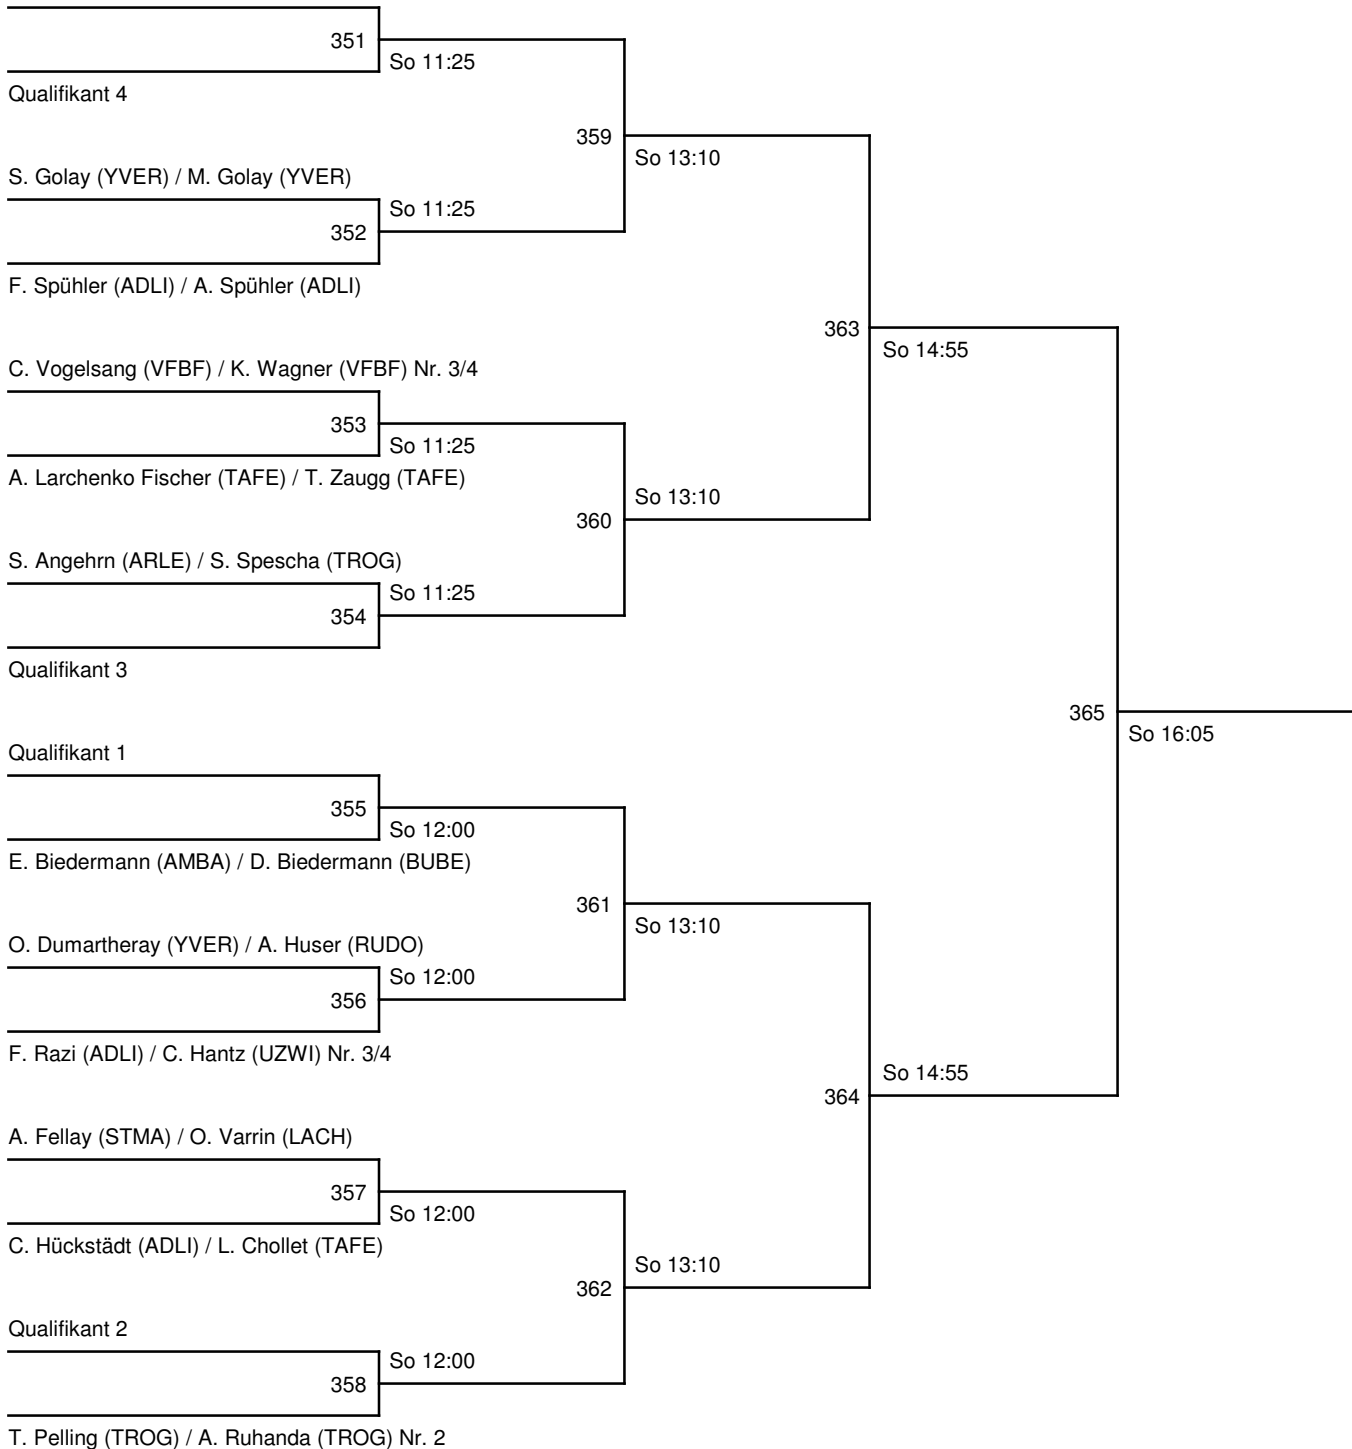 351
So 11:25
Qualifikant 4
359
So 13:10
S. Golay (YVER) / M. Golay (YVER)
So 11:25
352
F. Spühler (ADLI) / A. Spühler (ADLI)
363
So 14:55
C. Vogelsang (VFBF) / K. Wagner (VFBF) Nr. 3/4
353
So 11:25
A. Larchenko Fischer (TAFE) / T. Zaugg (TAFE)
So 13:10
360
S. Angehrn (ARLE) / S. Spescha (TROG)
So 11:25
354
Qualifikant 3
365
So 16:05
Qualifikant 1
355
So 12:00
E. Biedermann (AMBA) / D. Biedermann (BUBE)
361
So 13:10
O. Dumartheray (YVER) / A. Huser (RUDO)
So 12:00
356
F. Razi (ADLI) / C. Hantz (UZWI) Nr. 3/4
So 14:55
364
A. Fellay (STMA) / O. Varrin (LACH)
357
So 12:00
C. Hückstädt (ADLI) / L. Chollet (TAFE)
So 13:10
362
Qualifikant 2
So 12:00
358
T. Pelling (TROG) / A. Ruhanda (TROG) Nr. 2